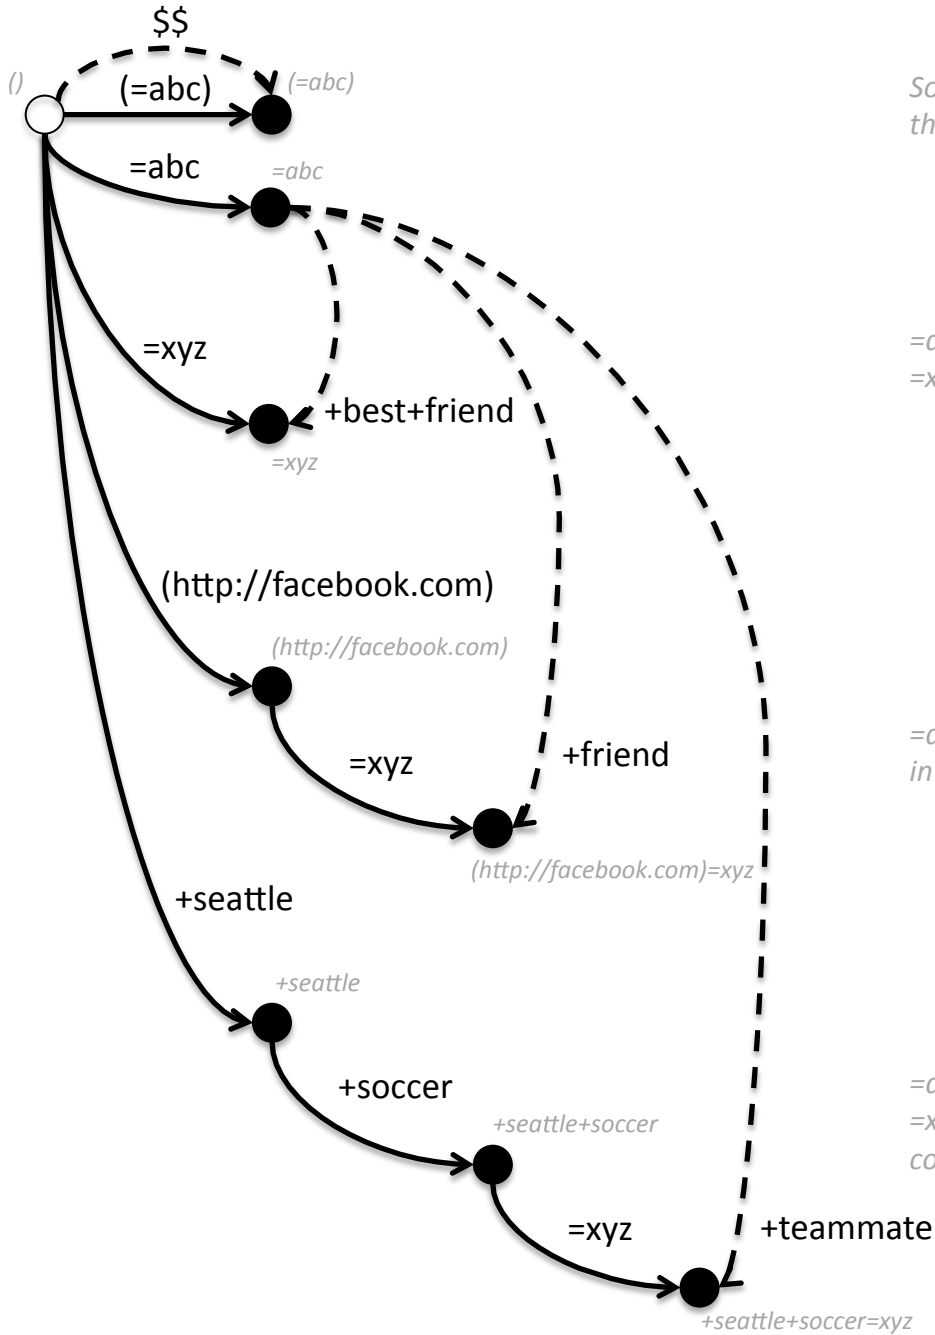 $$
()
(=abc)
(=abc)
=abc
=abc
=xyz
+best+friend
=xyz
(http://facebook.com)
(http://facebook.com)
+friend
=xyz
(http://facebook.com)=xyz
+seattle
+seattle
+soccer
+seattle+soccer
=xyz
+teammate
+seattle+soccer=xyz
in